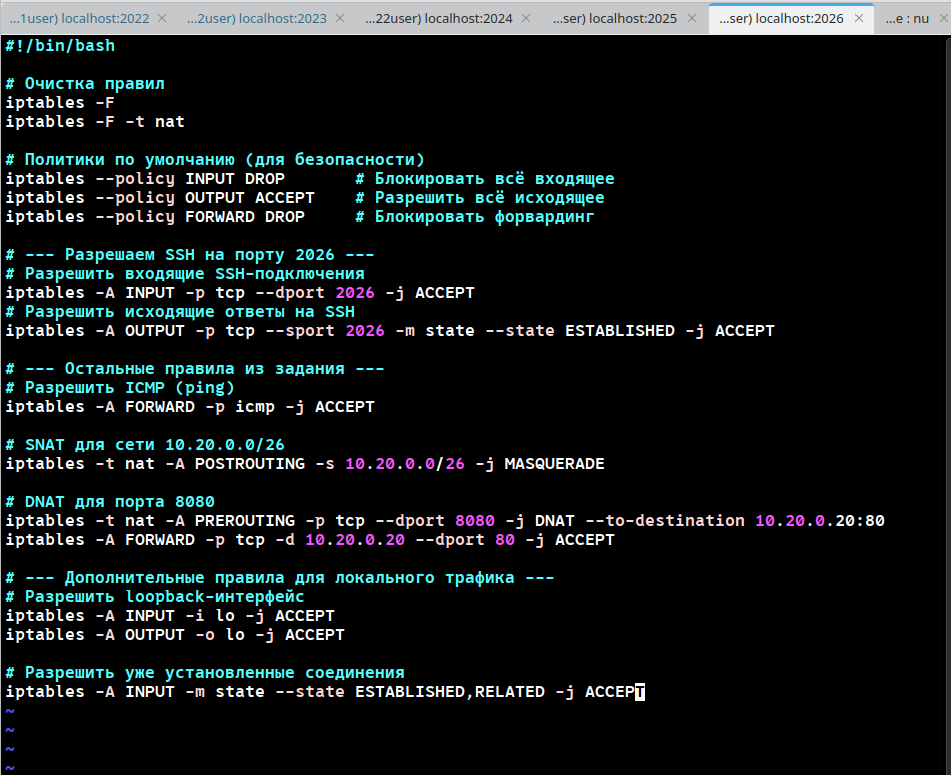 ...1user) localhost:2022 ...2user) localhost:2023 ...22user) localhost:2024 ...ser) localhost:2025 ...ser) localhost:2026 ...e : nu
#!/bin/bash
# Очистка правил
iptables -F
iptables -F -t nat
# Политики по умолчанию (для безопасности)
iptables --policy INPUT DROP       # Блокировать всё входящее
iptables --policy OUTPUT ACCEPT    # Разрешить всё исходящее
iptables --policy FORWARD DROP     # Блокировать форвардинг
# --- Разрешаем SSH на порту 2026 ---
# Разрешить входящие SSH-подключения
iptables -A INPUT -p tcp --dport 2026 -j ACCEPT
# Разрешить исходящие ответы на SSH
iptables -A OUTPUT -p tcp --sport 2026 -m state --state ESTABLISHED -j ACCEPT
# --- Остальные правила из задания ---
# Разрешить ICMP (ping)
iptables -A FORWARD -p icmp -j ACCEPT
# SNAT для сети 10.20.0.0/26
iptables -t nat -A POSTROUTING -s 10.20.0.0/26 -j MASQUERADE
# DNAT для порта 8080
iptables -t nat -A PREROUTING -p tcp --dport 8080 -j DNAT --to-destination 10.20.0.20:80
iptables -A FORWARD -p tcp -d 10.20.0.20 --dport 80 -j ACCEPT
# --- Дополнительные правила для локального трафика ---
# Разрешить loopback-интерфейс
iptables -A INPUT -i lo -j ACCEPT
iptables -A OUTPUT -o lo -j ACCEPT
# Разрешить уже установленные соединения
iptables -A INPUT -m state --state ESTABLISHED,RELATED -j ACCEPT
~
~
~
~